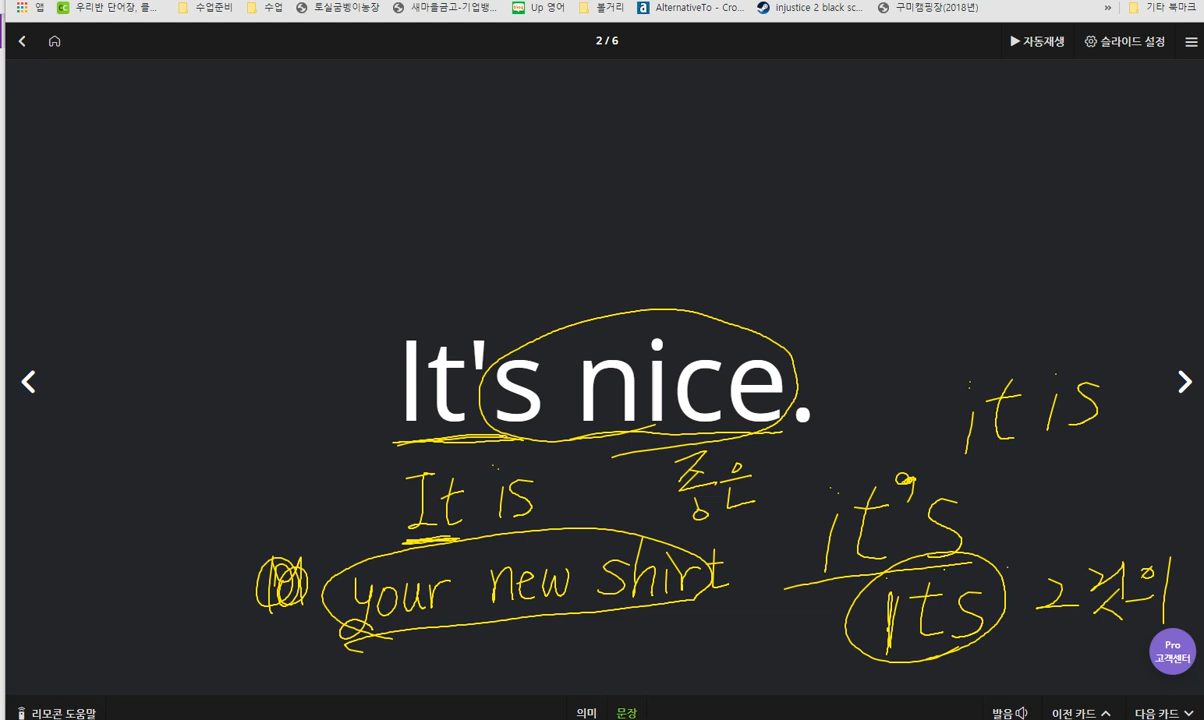 앱 우리반 단어장, 클... 수업준비 수업 토실굼벵이농장 새마을금고-기업뱅... Up 영어 볼거리 AlternativeTo - Cro... injustice 2 black sc... 구미캠핑장(2018년) » 기타 북마크
2 / 6 자동재생 슬라이드 설정
It's nice.
it is
It is 좋은 it's
your new shirt its 그것의
Pro
고객센터
리모콘 도움말 의미 문장 발음 이전 카드 다음 카드